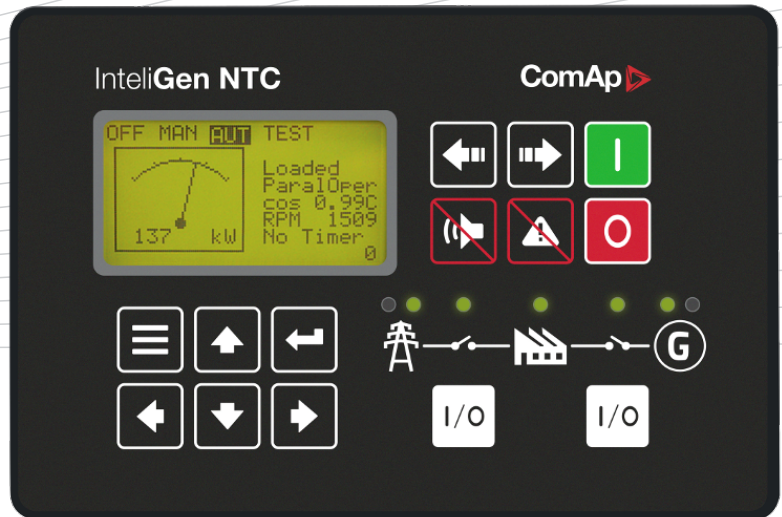 InteliGen NTC
ComAp
OFF MAN AUT TEST
Loaded
ParalOper
cos 0.99C
RPM 1509
No Timer
0
137 kW
I
O
G
I/O
I/O